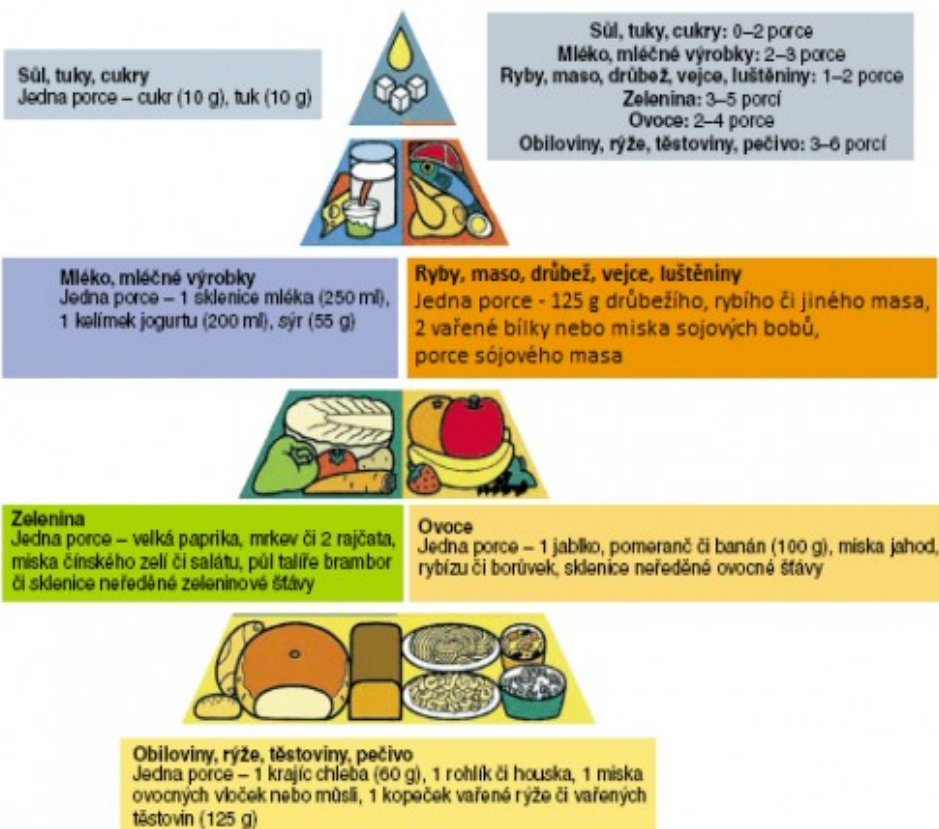 Sůl, tuky, cukry
Jedna porce – cukr (10 g), tuk (10 g)
Sůl, tuky, cukry: 0–2 porce
Mléko, mléčné výrobky: 2–3 porce
Ryby, maso, drůbež, vejce, luštěniny: 1–2 porce
Zelenina: 3–5 porcí
Ovoce: 2–4 porce
Obiloviny, rýže, těstoviny, pečivo: 3–6 porcí
Mléko, mléčné výrobky
Jedna porce – 1 sklenice mléka (250 ml),
1 kelímek jogurtu (200 ml), sýr (55 g)
Ryby, maso, drůbež, vejce, luštěniny
Jedna porce - 125 g drůbežího, rybího či jiného masa,
2 vařené bílky nebo miska sojových bobů,
porce sójového masa
Zelenina
Jedna porce – velká paprika, mrkev či 2 rajčata,
miska čínského zelí či salátu, půl talíře brambor
či sklenice neředěné zeleninové šťávy
Ovoce
Jedna porce – 1 jablko, pomeranč či banán (100 g), miska jahod,
rybízu či borůvek, sklenice neředěné ovocné šťávy
Obiloviny, rýže, těstoviny, pečivo
Jedna porce – 1 krajíc chleba (60 g), 1 rohlík či houska, 1 miska
ovocných vloček nebo műsli, 1 kopeček vařené rýže či vařených
těstovin (125 g)